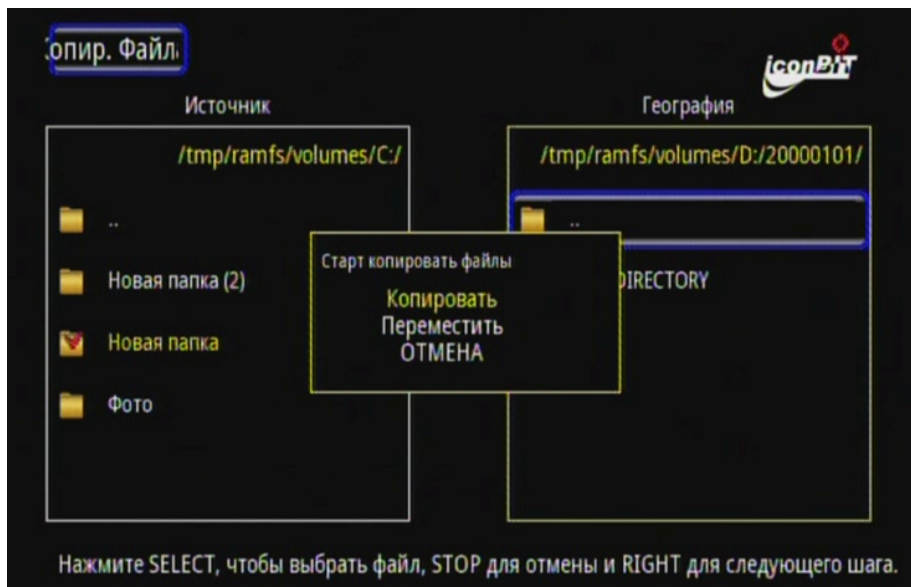 опир. Файл
iconBIT
Источник
География
/tmp/ramfs/volumes/C:/
/tmp/ramfs/volumes/D:/20000101/
..
..
Новая папка (2)
DIRECTORY
Новая папка
Фото
Старт копировать файлы
Копировать
Переместить
ОТМЕНА
Нажмите SELECT, чтобы выбрать файл, STOP для отмены и RIGHT для следующего шага.